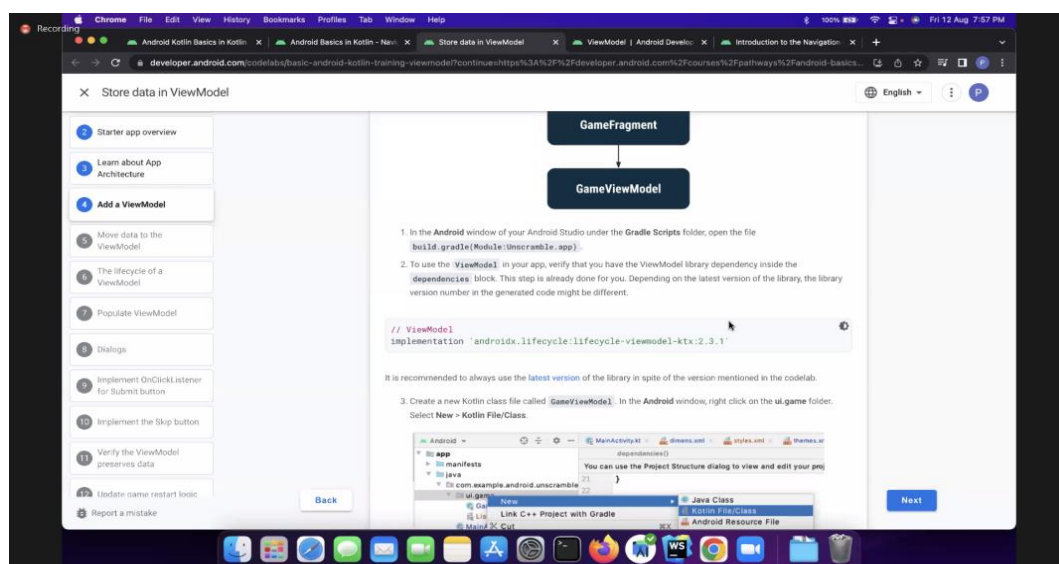 Recording
Chrome File Edit View History Bookmarks Profiles Tab Window Help
100%
Fri 12 Aug 7:57 PM
Android Kotlin Basics in Kotlin
Android Basics in Kotlin - Navi
Store data in ViewModel
ViewModel | Android Develop
Introduction to the Navigation
developer.android.com/codelabs/basic-android-kotlin-training-viewmodel?continue=https%3A%2F%2Fdeveloper.android.com%2Fcourses%2Fpathways%2Fandroid-basics...
Store data in ViewModel
English
P
2 Starter app overview
3 Learn about App
Architecture
4 Add a ViewModel
5 Move data to the
ViewModel
6 The lifecycle of a
ViewModel
7 Populate ViewModel
8 Dialogs
9 Implement OnClickListener
for Submit button
10 Implement the Skip button
11 Verify the ViewModel
preserves data
12 Update game restart logic
Report a mistake
GameFragment
GameViewModel
1. In the Android window of your Android Studio under the Gradle Scripts folder, open the file
build.gradle(Module:Unscramble.app).
2. To use the ViewModel in your app, verify that you have the ViewModel library dependency inside the
dependencies block. This step is already done for you. Depending on the latest version of the library, the library
version number in the generated code might be different.
// ViewModel
implementation 'androidx.lifecycle:lifecycle-viewmodel-ktx:2.3.1'
It is recommended to always use the latest version of the library in spite of the version mentioned in the codelab.
3. Create a new Kotlin class file called GameViewModel. In the Android window, right click on the ui.game folder.
Select New > Kotlin File/Class.
Android
MainActivity.kt dimens.xml styles.xml themes.xm
app
dependencies{}
manifests
You can use the Project Structure dialog to view and edit your proj
java
21 }
com.example.android.unscramble
22
ui.game
New
Java Class
Ga
Link C++ Project with Gradle
Kotlin File/Class
Lis
MainA
Cut
⌘X
Android Resource File
Back
Next
WS